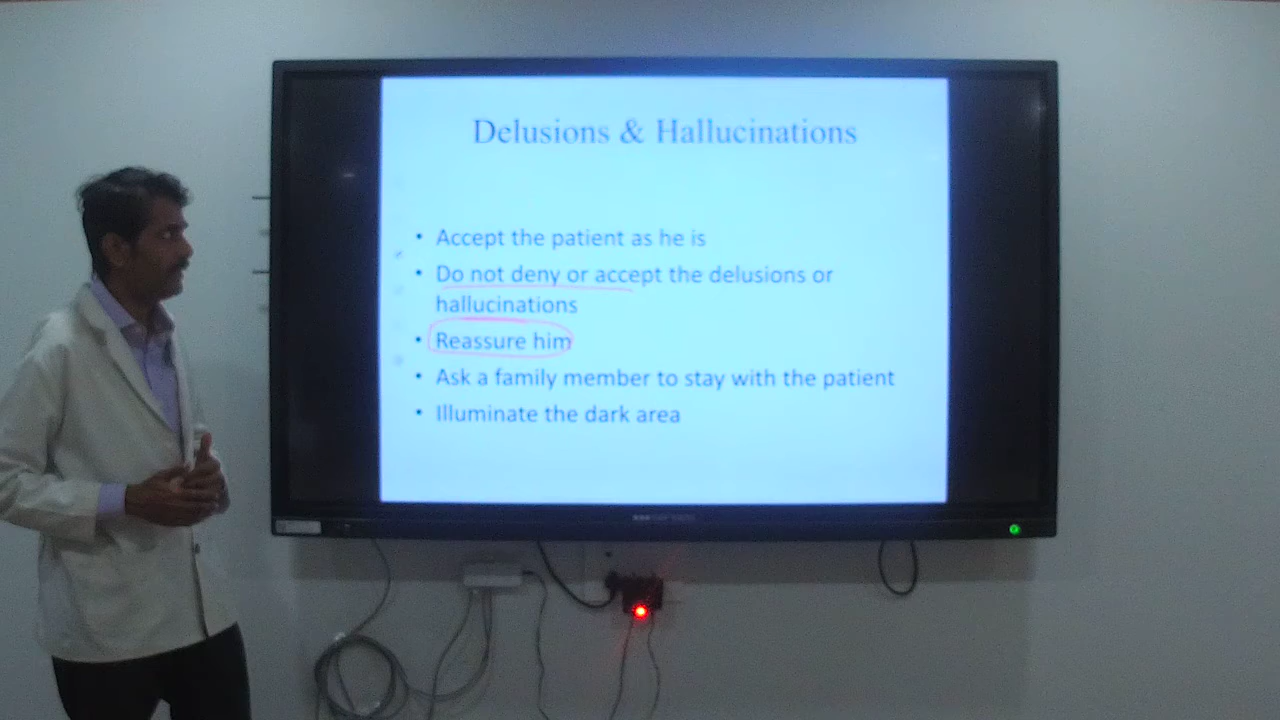 Delusions & Hallucinations
• Accept the patient as he is
• Do not deny or accept the delusions or
hallucinations
• Reassure him
• Ask a family member to stay with the patient
• Illuminate the dark area